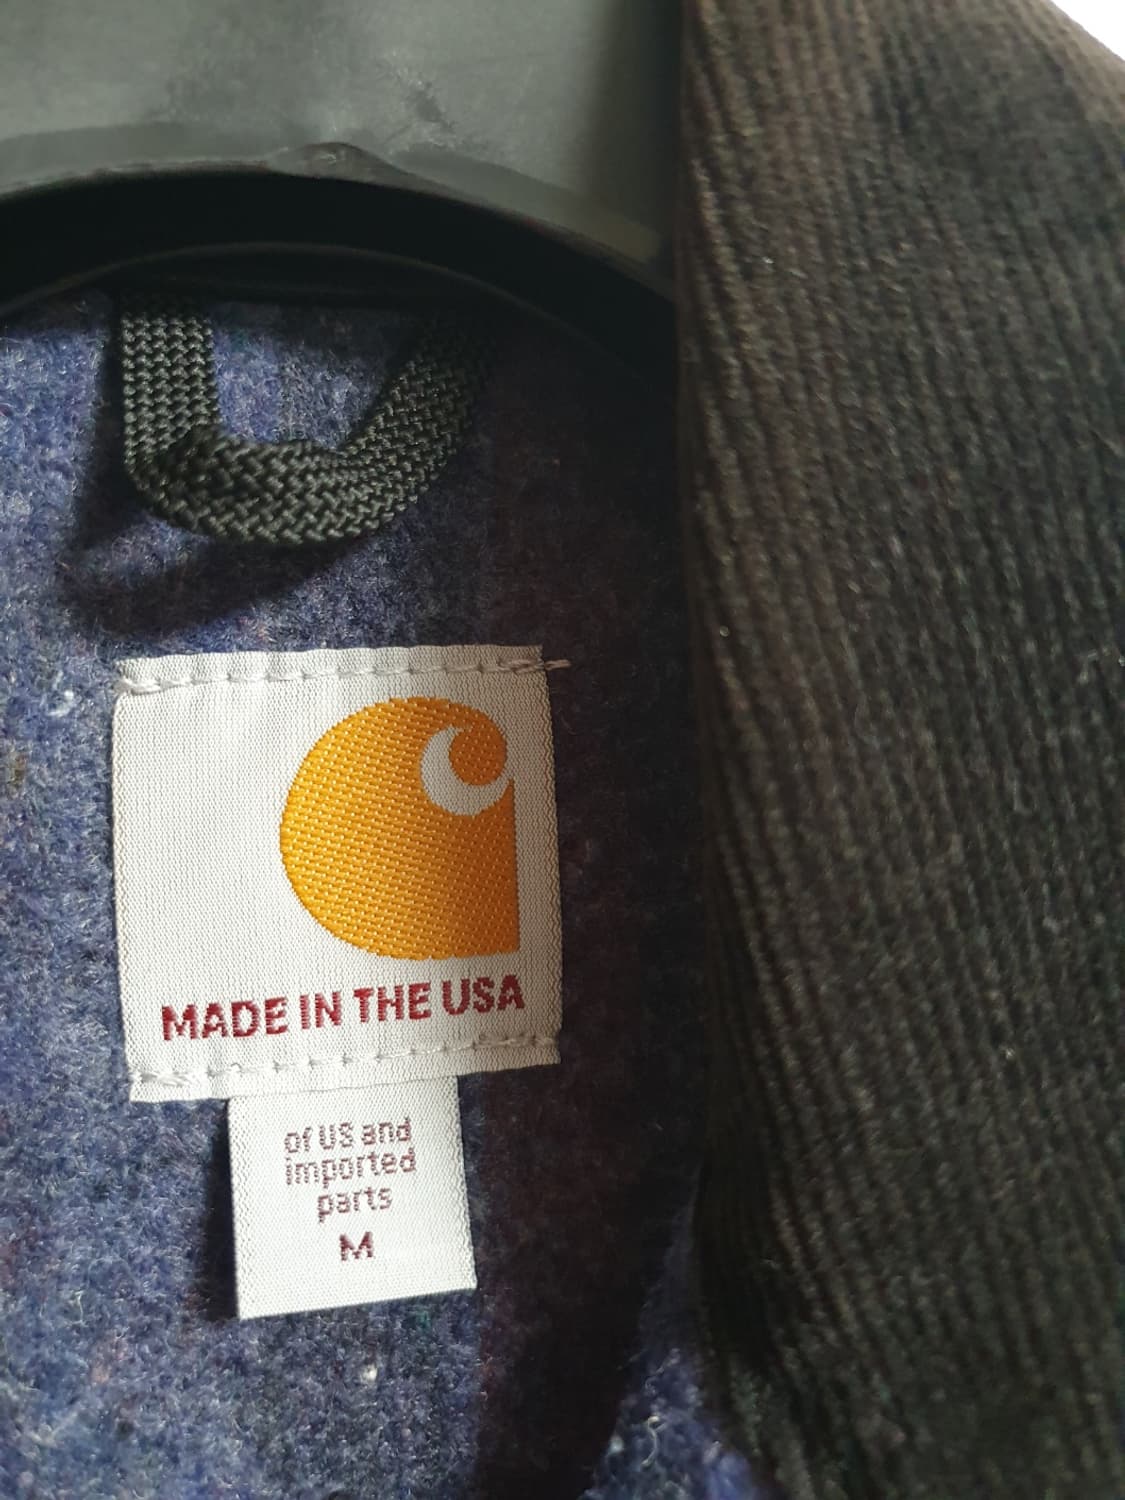 MADE IN THE USA
of US and
imported
parts
M